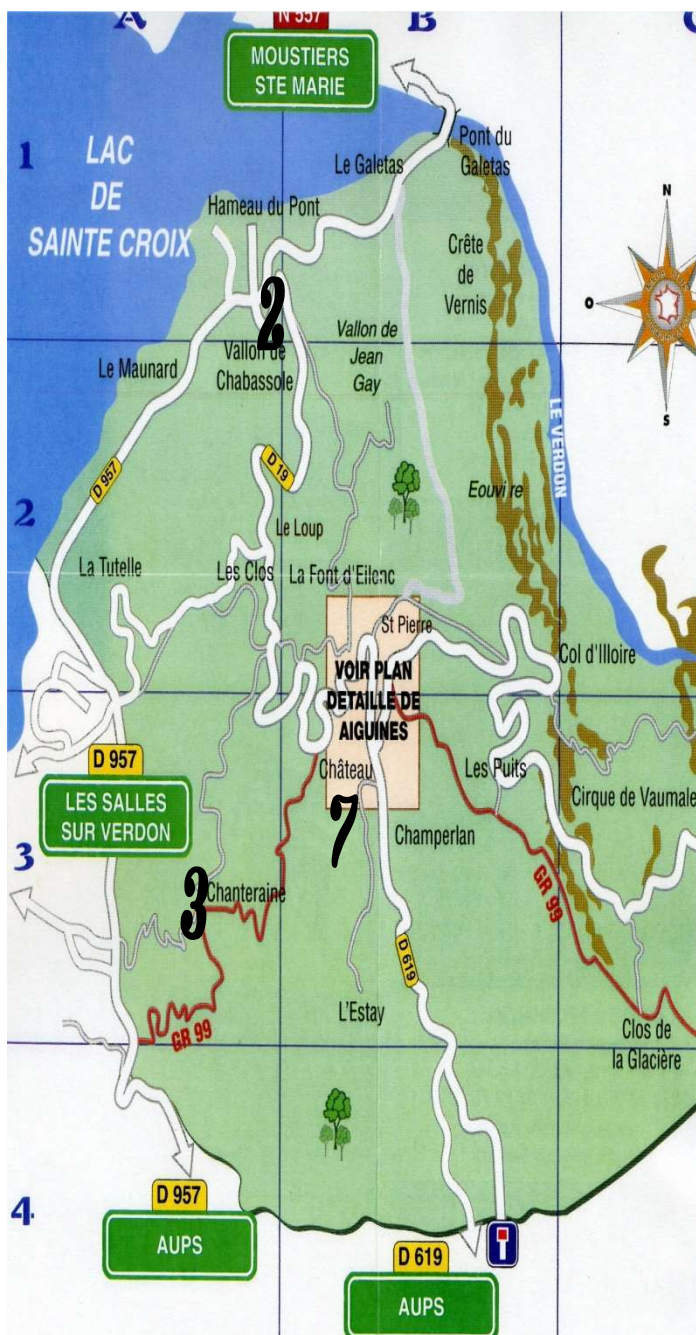 A
B
C
N 557
MOUSTIERS
STE MARIE
1
LAC
DE
SAINTE CROIX
Le Galetas
Pont du
Galetas
Hameau du Pont
Crête
de
Vernis
N
O
S
2
Vallon de
Chabassole
Vallon de
Jean
Gay
Le Maunard
LE VERDON
D 957
D 19
2
Le Loup
Eouvire
La Tutelle
Les Clos
La Font d'Eilenc
St Pierre
Col d'Illoire
VOIR PLAN
DETAILLE DE
AIGUINES
D 957
LES SALLES
SUR VERDON
Château
Les Puits
Cirque de Vaumale
7
Champerlan
3
3
Chanteraine
GR 99
D 619
L'Estay
GR 99
Clos de
la Glacière
4
D 957
AUPS
D 619
AUPS